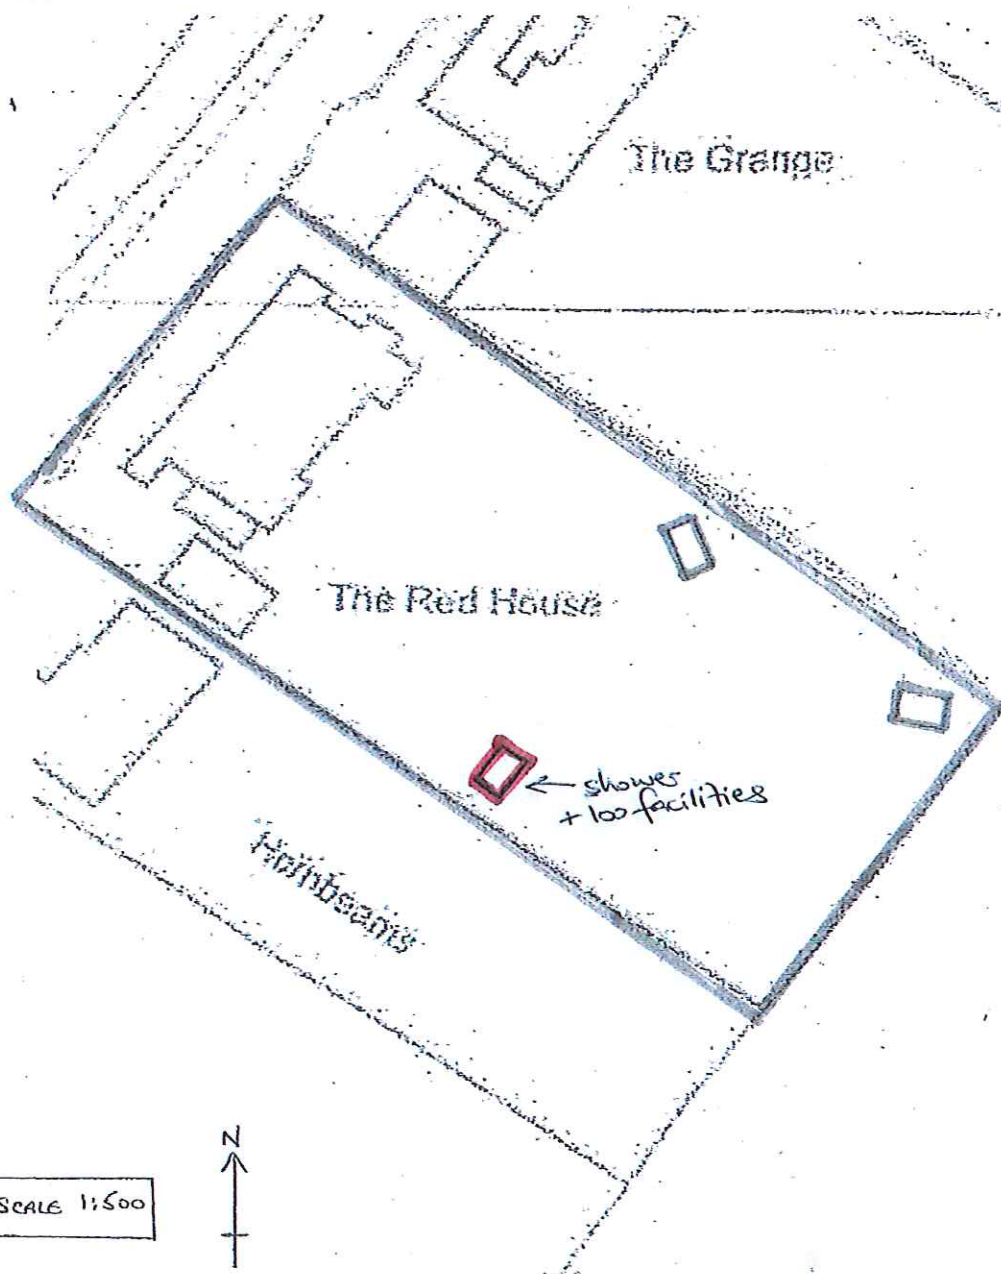 The Grange
The Red House
← shower
+ loo facilities
Hornbeams
N
SCALE 1:500